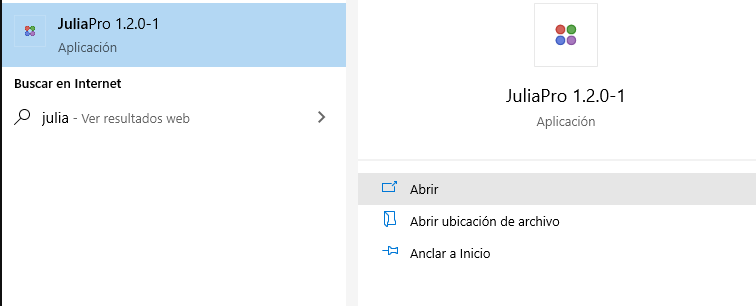 JuliaPro 1.2.0-1
Aplicación
Buscar en Internet
julia - Ver resultados web
JuliaPro 1.2.0-1
Aplicación
Abrir
Abrir ubicación de archivo
Anclar a Inicio